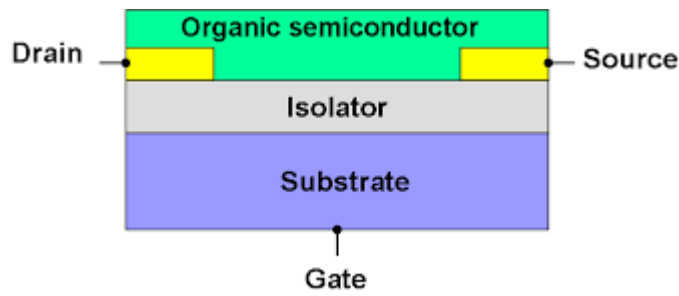 Organic semiconductor
Drain
Source
Isolator
Substrate
Gate